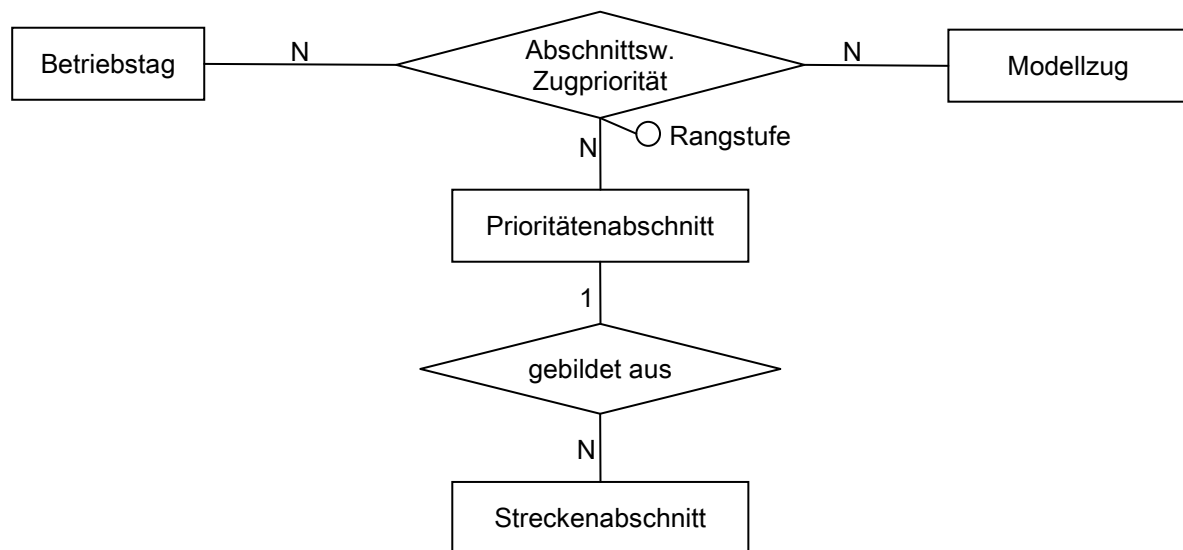 Betriebstag
N
Abschnittsw.
Zugpriorität
N
Modellzug
N
Rangstufe
Prioritätenabschnitt
1
gebildet aus
N
Streckenabschnitt